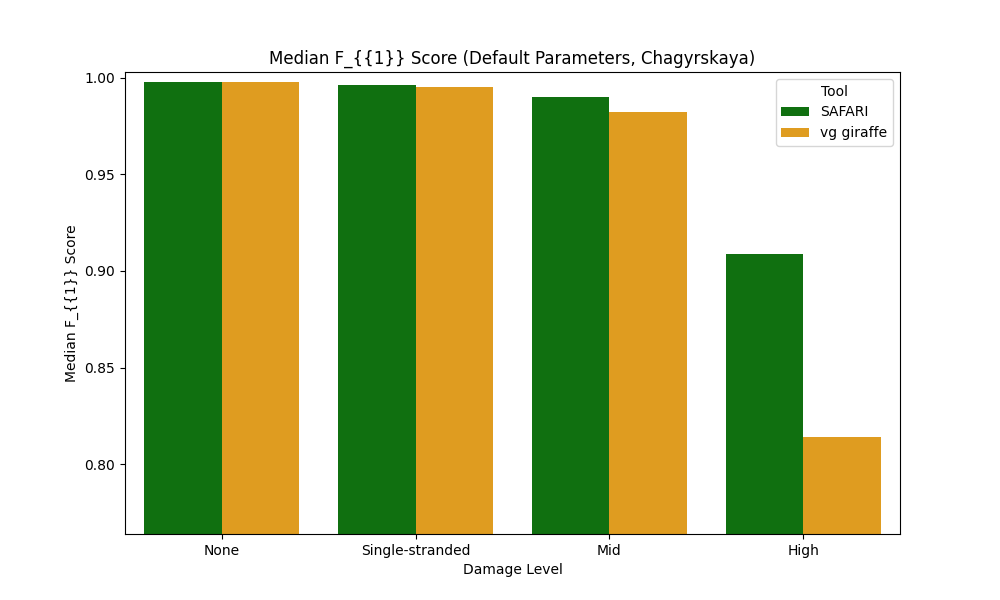 Median F_{{1}} Score (Default Parameters, Chagyrskaya)
Median F_{{1}} Score
1.00
0.95
0.90
0.85
0.80
Tool
SAFARI
vg giraffe
None
Single-stranded
Mid
High
Damage Level